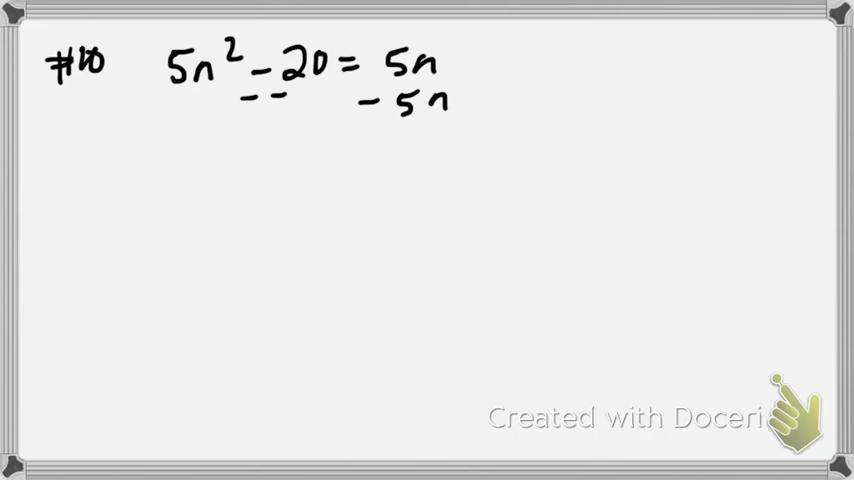 #10 5n² - 20 = 5n
- - - 5n
Created with Doceri